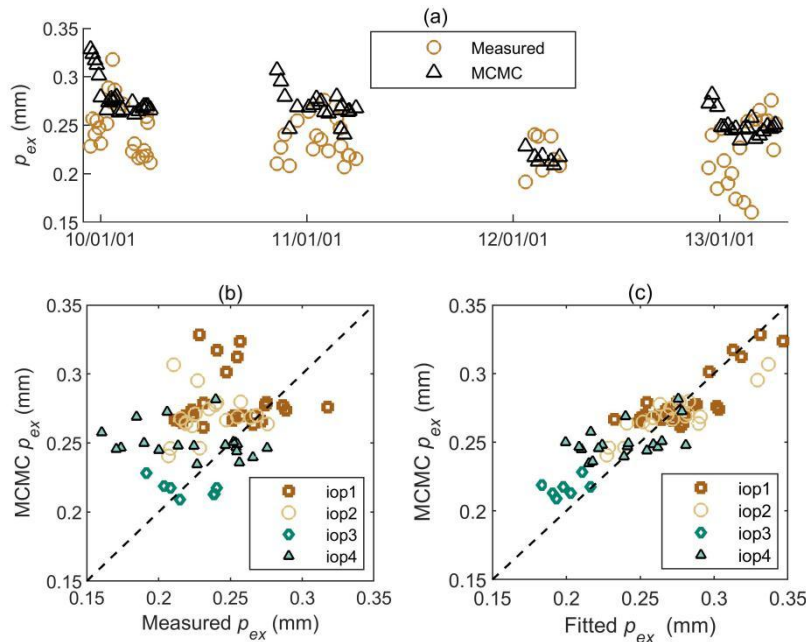 (a)
Measured
MCMC
0.35
0.3
0.25
0.2
0.15
p_ex (mm)
10/01/01
11/01/01
12/01/01
13/01/01
(b)
0.35
0.3
0.25
0.2
0.15
MCMC p_ex (mm)
iop1
iop2
iop3
iop4
0.15 0.2 0.25 0.3 0.35
Measured p_ex (mm)
(c)
0.35
0.3
0.25
0.2
0.15
MCMC p_ex (mm)
iop1
iop2
iop3
iop4
0.15 0.2 0.25 0.3 0.35
Fitted p_ex (mm)